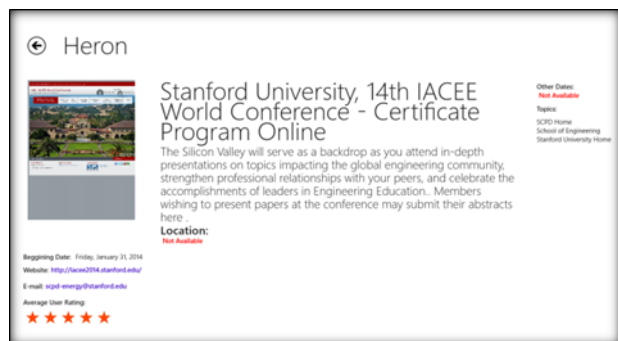 Heron
Stanford University, 14th IACEE
World Conference - Certificate
Program Online
The Silicon Valley will serve as a backdrop as you attend in-depth
presentations on topics impacting the global engineering community,
strengthen professional relationships with your peers, and celebrate the
accomplishments of leaders in Engineering Education.. Members
wishing to present papers at the conference may submit their abstracts
here .
Location:
Not Available
Beggining Date: Friday, January 31, 2014
Website: http://iacee2014.stanford.edu/
E-mail: scpd-energy@stanford.edu
Average User Rating:
Other Dates:
Not Available
Topics:
SCPD Home
School of Engineering
Stanford University Home